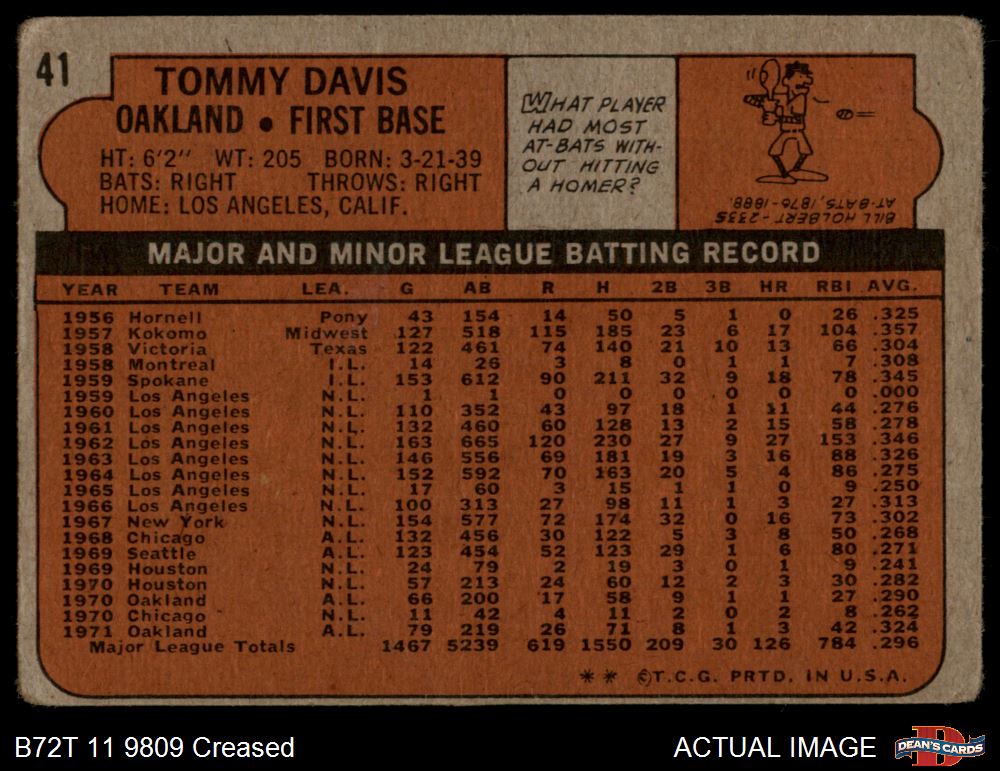 41
TOMMY DAVIS
OAKLAND • FIRST BASE
HT: 6'2" WT: 205 BORN: 3-21-39
BATS: RIGHT THROWS: RIGHT
HOME: LOS ANGELES, CALIF.
WHAT PLAYER
HAD MOST
AT-BATS WITH-
OUT HITTING
A HOMER?
BILL HOLBERT-2335
AT-BATS, 1876-1888.
MAJOR AND MINOR LEAGUE BATTING RECORD
YEAR TEAM LEA. G AB R H 2B 3B HR RBI AVG.
1956 Hornell Pony 43 154 14 50 5 1 0 26 .325
1957 Kokomo Midwest 127 518 115 185 23 6 17 104 .357
1958 Victoria Texas 122 461 74 140 21 10 13 66 .304
1958 Montreal I.L. 14 26 3 8 0 1 1 7 .308
1959 Spokane I.L. 153 612 90 211 32 9 18 78 .345
1959 Los Angeles N.L. 1 1 0 0 0 0 0 0 .000
1960 Los Angeles N.L. 110 352 43 97 18 1 11 44 .276
1961 Los Angeles N.L. 132 460 60 128 13 2 15 58 .278
1962 Los Angeles N.L. 163 665 120 230 27 9 27 153 .346
1963 Los Angeles N.L. 146 556 69 181 19 3 16 88 .326
1964 Los Angeles N.L. 152 592 70 163 20 5 4 86 .275
1965 Los Angeles N.L. 17 60 3 15 1 1 0 9 .250
1966 Los Angeles N.L. 100 313 27 98 11 1 3 27 .313
1967 New York N.L. 154 577 72 174 32 0 16 73 .302
1968 Chicago A.L. 132 456 30 122 5 3 8 50 .268
1969 Seattle A.L. 123 454 52 123 29 1 6 80 .271
1969 Houston N.L. 24 79 2 19 3 0 1 9 .241
1970 Houston N.L. 57 213 24 60 12 2 3 30 .282
1970 Oakland A.L. 66 200 17 58 9 1 1 27 .290
1970 Chicago N.L. 11 42 4 11 2 0 2 8 .262
1971 Oakland A.L. 79 219 26 71 8 1 3 42 .324
Major League Totals 1467 5239 619 1550 209 30 126 784 .296
** ©T.C.G. PRTD. IN U.S.A.
B72T 11 9809 Creased
ACTUAL IMAGE
D
DEAN'S CARDS